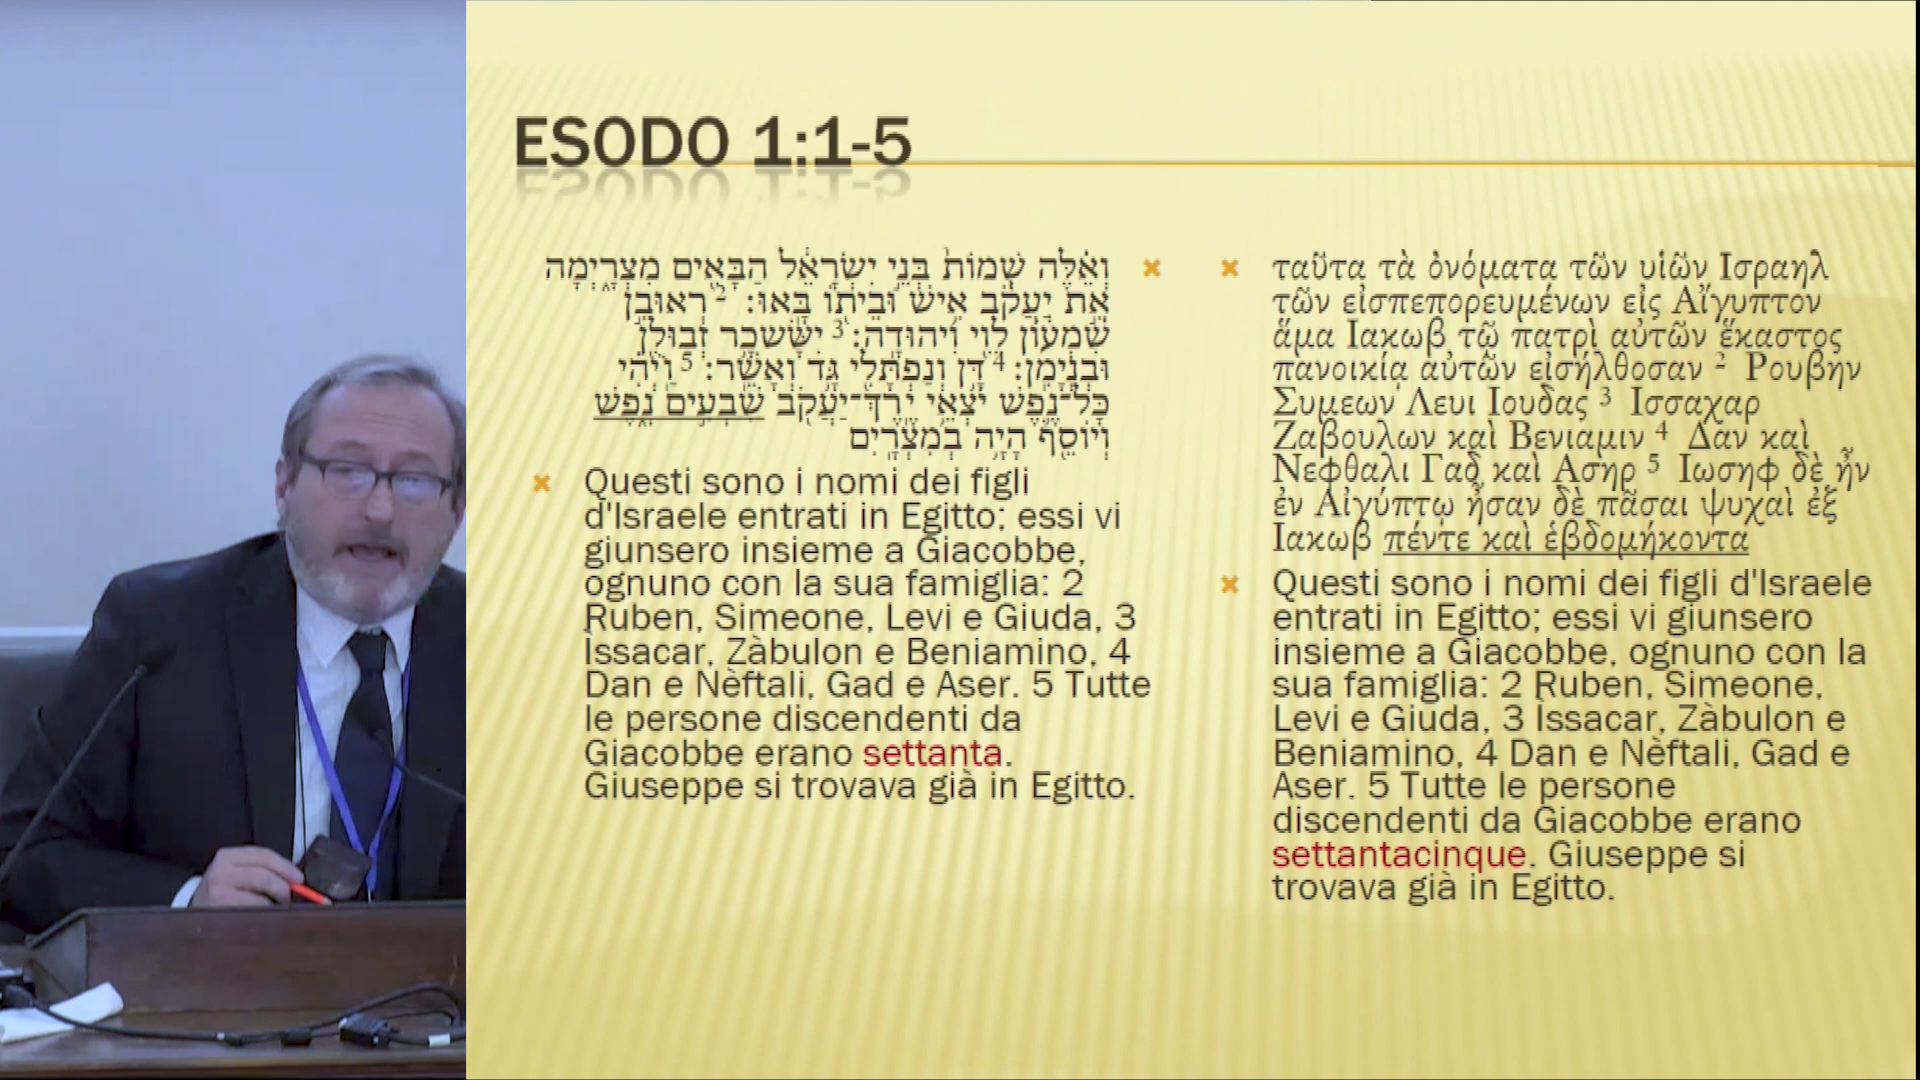 ESODO 1:1-5
וְאֵ֗לֶּה שְׁמוֹת֙ בְּנֵ֣י יִשְׂרָאֵ֔ל הַבָּאִ֖ים מִצְרָ֑יְמָה
אֵ֣ת יַעֲקֹ֔ב אִ֥ישׁ וּבֵית֖וֹ בָּֽאוּ׃ 2 רְאוּבֵ֣ן
שִׁמְע֔וֹן לֵוִ֖י וִיהוּדָֽה׃ 3 יִשָּׂשכָ֥ר זְבוּלֻ֖ן
וּבִנְיָמִֽן׃ 4 דָּ֥ן וְנַפְתָּלִ֖י גָּ֥ד וְאָשֵֽׁר׃ 5 וַֽיְהִ֗י
כָּל־נֶ֛פֶשׁ יֹצְאֵ֥י יֶֽרֶךְ־יַעֲקֹ֖ב שִׁבְעִ֣ים נָ֑פֶשׁ
וְיוֹסֵ֖ף הָיָ֥ה בְמִצְרָֽיִם
Questi sono i nomi dei figli
d'Israele entrati in Egitto; essi vi
giunsero insieme a Giacobbe,
ognuno con la sua famiglia: 2
Ruben, Simeone, Levi e Giuda, 3
Ìssacar, Zàbulon e Beniamino, 4
Dan e Nèftali, Gad e Aser. 5 Tutte
le persone discendenti da
Giacobbe erano settanta.
Giuseppe si trovava già in Egitto.
ταῦτα τὰ ὀνόματα τῶν υἱῶν Ισραηλ
τῶν εἰσπεπορευμένων εἰς Αἴγυπτον
ἅμα Ιακωβ τῷ πατρὶ αὐτῶν ἕκαστος
πανοικίᾳ αὐτῶν εἰσήλθοσαν 2 Ρουβην
Συμεων Λευι Ιουδας 3 Ισσαχαρ
Ζαβουλων καὶ Βενιαμιν 4 Δαν καὶ
Νεφθαλι Γαδ καὶ Ασηρ 5 Ιωσηφ δὲ ἦν
ἐν Αἰγύπτῳ ἦσαν δὲ πᾶσαι ψυχαὶ ἐξ
Ιακωβ πέντε καὶ ἑβδομήκοντα
Questi sono i nomi dei figli d'Israele
entrati in Egitto; essi vi giunsero
insieme a Giacobbe, ognuno con la
sua famiglia: 2 Ruben, Simeone,
Levi e Giuda, 3 Ìssacar, Zàbulon e
Beniamino, 4 Dan e Nèftali, Gad e
Aser. 5 Tutte le persone
discendenti da Giacobbe erano
settantacinque. Giuseppe si
trovava già in Egitto.